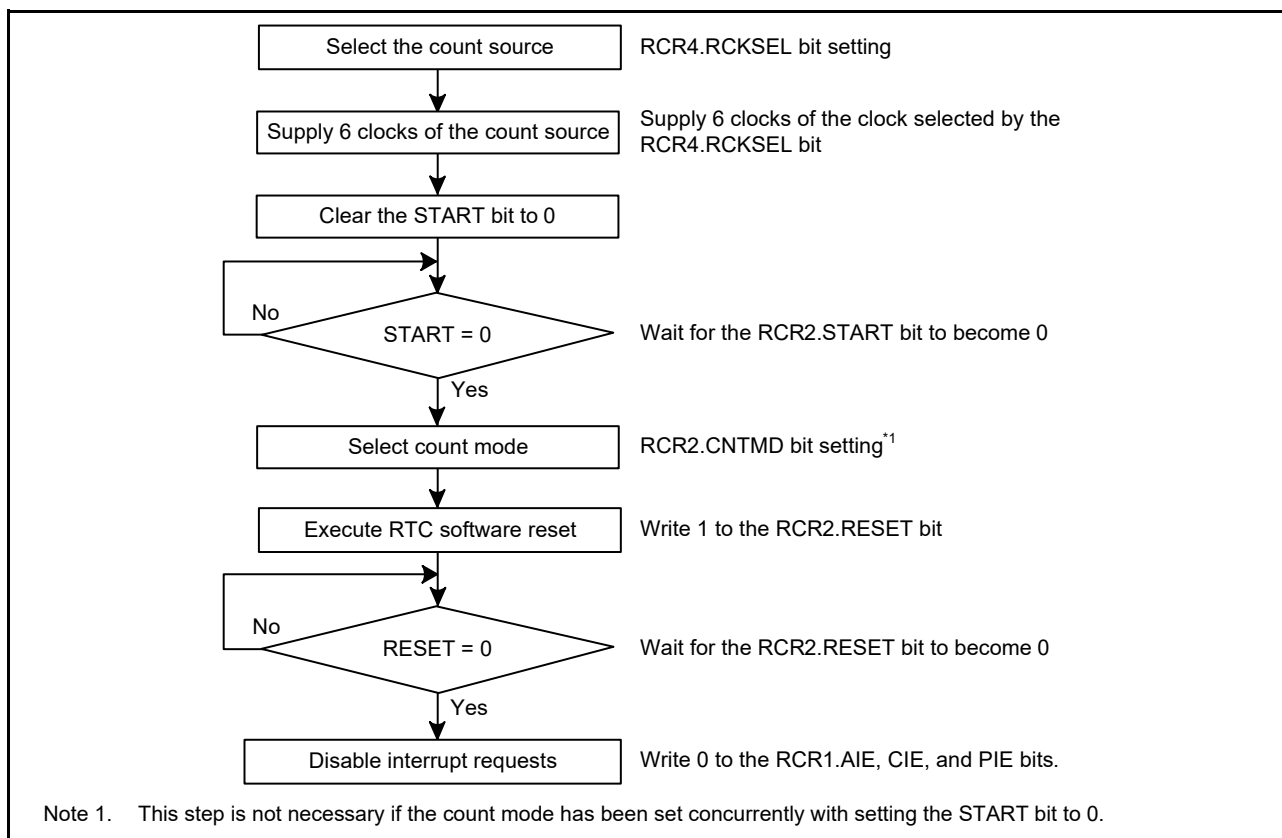 Select the count source
RCR4.RCKSEL bit setting
Supply 6 clocks of the count source
Supply 6 clocks of the clock selected by the
RCR4.RCKSEL bit
Clear the START bit to 0
No
START = 0
Wait for the RCR2.START bit to become 0
Yes
Select count mode
RCR2.CNTMD bit setting*1
Execute RTC software reset
Write 1 to the RCR2.RESET bit
No
RESET = 0
Wait for the RCR2.RESET bit to become 0
Yes
Disable interrupt requests
Write 0 to the RCR1.AIE, CIE, and PIE bits.
Note 1. This step is not necessary if the count mode has been set concurrently with setting the START bit to 0.